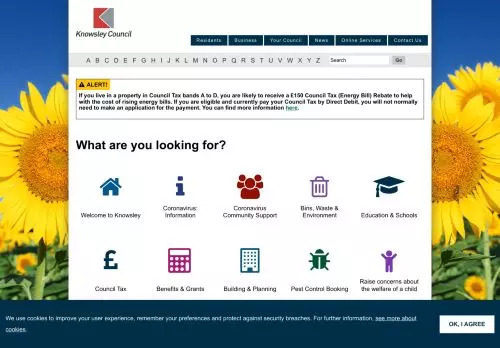 Knowsley Council
Residents Business Your Council News Online Services Contact Us
A B C D E F G H I J K L M N O P Q R S T U V W X Y Z Search Go
ALERT!
If you live in a property in Council Tax bands A to D, you are likely to receive a £150 Council Tax (Energy Bill) Rebate to
help with the cost of rising energy bills. If you are eligible and currently pay your Council Tax by Direct Debit, you will not normally
need to make an application for the payment. You can find more information here.
What are you looking for?
Welcome to Knowsley
Coronavirus:
Information
Coronavirus
Community Support
Bins, Waste &
Environment
Education & Schools
£
Council Tax
Benefits & Grants
Building & Planning
Pest Control Booking
Raise concerns about
the welfare of a child
We use cookies to improve your user experience, remember your preferences and protect against security breaches. For further information, see more about
cookies.
OK, I AGREE